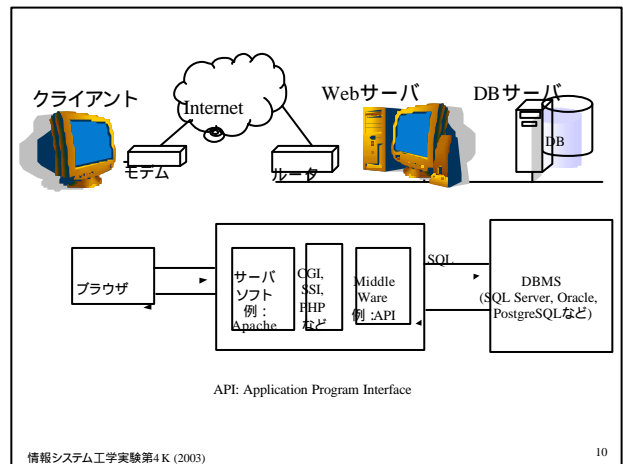 クライアント
Internet
Webサーバ
DBサーバ
DB
モデム
ルータ
ブラウザ
サーバ
ソフト
例：
Apache
CGI,
SSI,
PHP
など
Middle
Ware
例：API
SQL
DBMS
(SQL Server, Oracle,
PostgreSQLなど)
API: Application Program Interface
情報システム工学実験第4 K (2003)
10